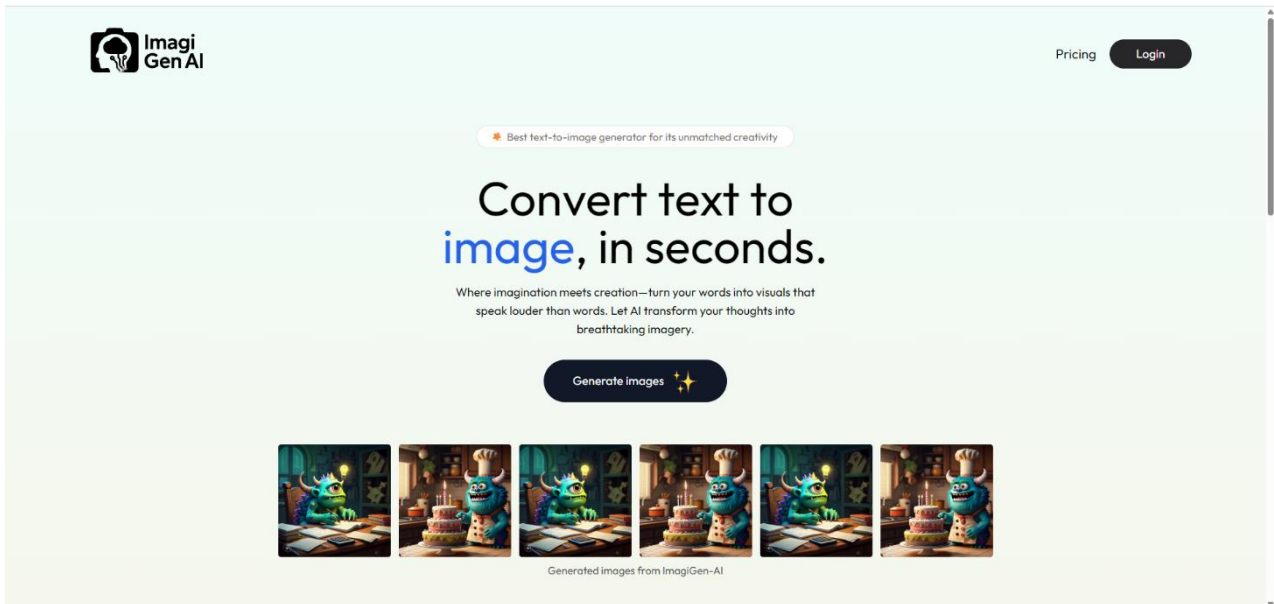 Imagi
Gen AI
Pricing
Login
Best text-to-image generator for its unmatched creativity
Convert text to
image, in seconds.
Where imagination meets creation—turn your words into visuals that
speak louder than words. Let AI transform your thoughts into
breathtaking imagery.
Generate images
Generated images from ImagiGen-AI